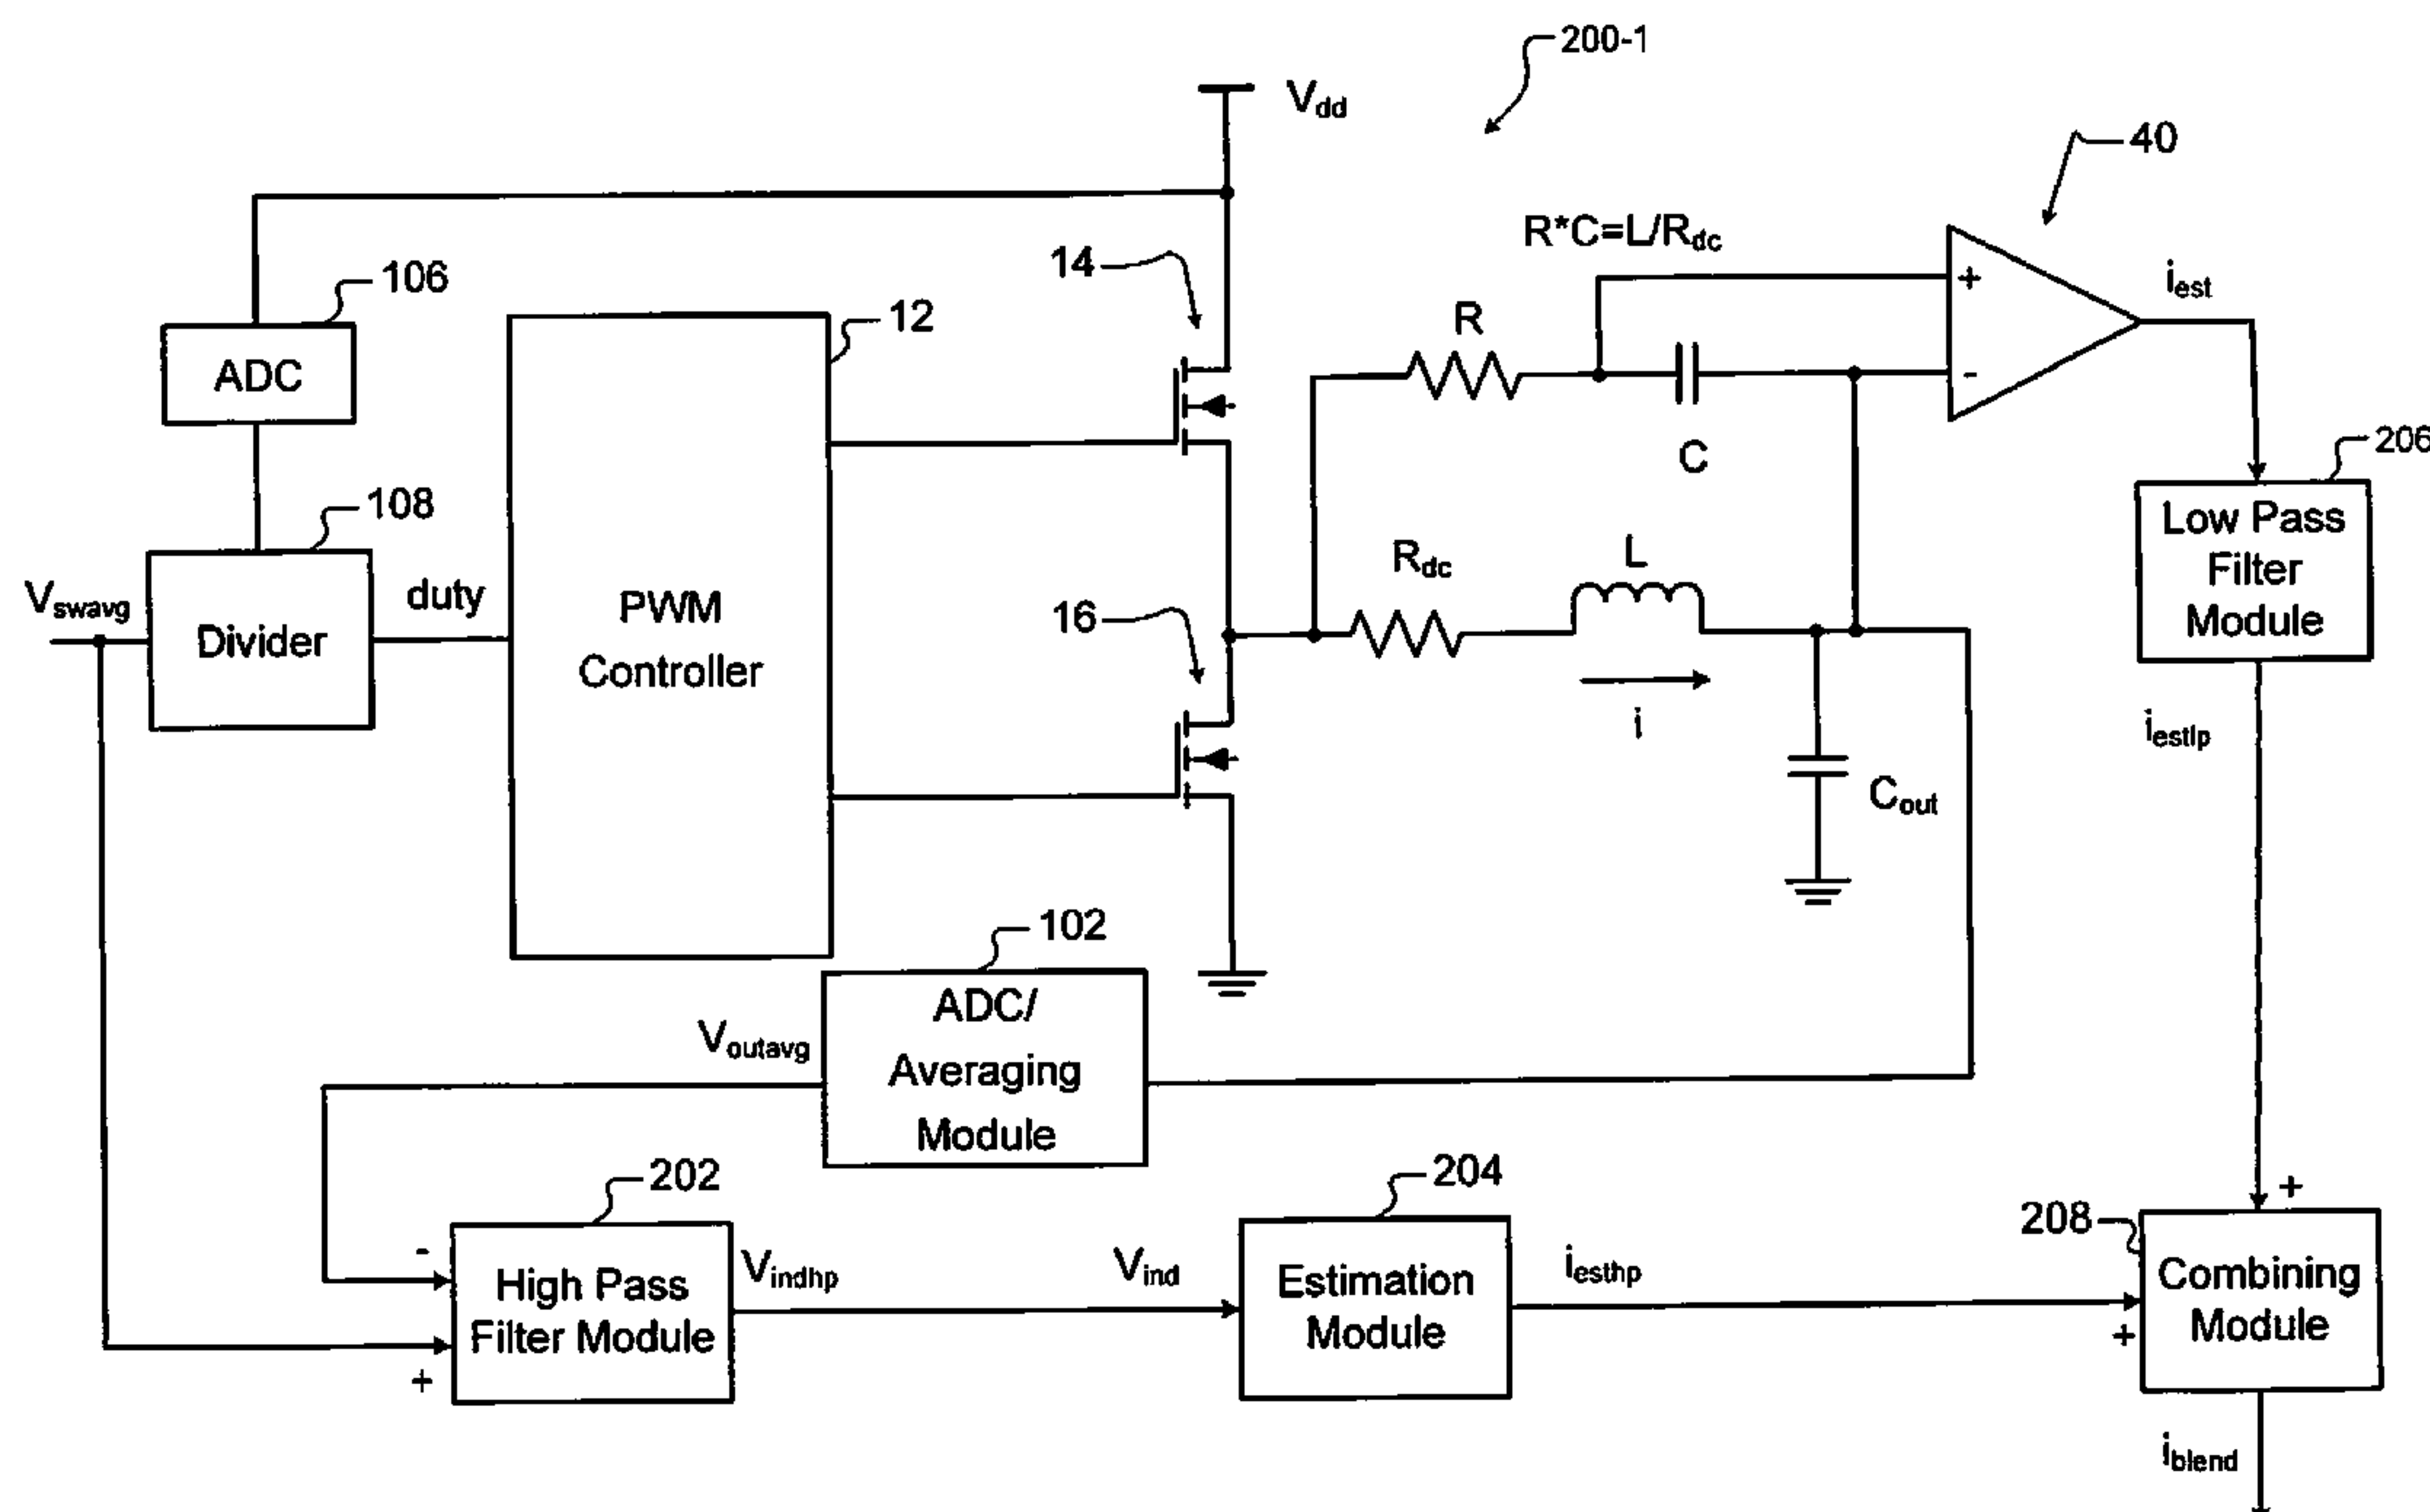 200-1
Vdd
40
R*C=L/Rdc
14
106
12
+
iest
R
ADC
-
C
206
108
Low Pass
Filter
Module
Rdc
L
Vswavg
duty
PWM
Controller
16
Divider
i
iestlp
Cout
102
ADC/
Averaging
Module
Voutavg
202
204
+
208
-
High Pass
Filter Module
Vindhp
Vind
Estimation
Module
iesthp
Combining
Module
+
+
iblend